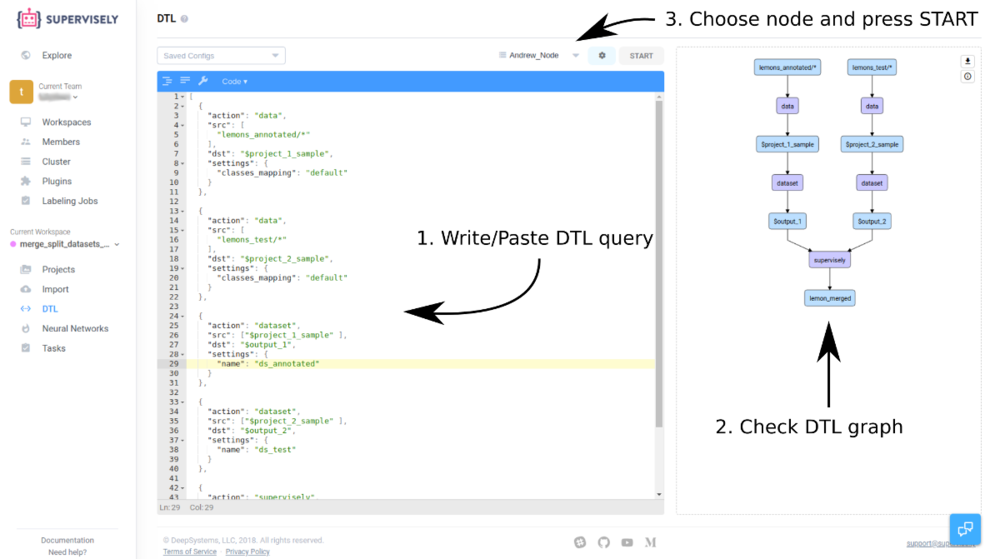 SUPERVISELY
Explore
t
Current Team
Workspaces
Members
Cluster
Plugins
Labeling Jobs
Current Workspace
merge_split_datasets_...
Projects
Import
DTL
Neural Networks
Tasks
Documentation
Need help?
DTL
3. Choose node and press START
Saved Configs
Andrew_Node
START
Code
1 [
2 {
3 "action": "data",
4 "src": [
5 "lemons_annotated/*"
6 ],
7 "dst": "$project_1_sample",
8 "settings": {
9 "classes_mapping": "default"
10 }
11 },
12
13 {
14 "action": "data",
15 "src": [
16 "lemons_test/*"
17 ],
18 "dst": "$project_2_sample",
19 "settings": {
20 "classes_mapping": "default"
21 }
22 },
23
24 {
25 "action": "dataset",
26 "src": ["$project_1_sample" ],
27 "dst": "$output_1",
28 "settings": {
29 "name": "ds_annotated"
30 }
31 },
32
33 {
34 "action": "dataset",
35 "src": ["$project_2_sample" ],
36 "dst": "$output_2",
37 "settings": {
38 "name": "ds_test"
39 }
40 },
41
42 {
43 "action": "supervisely",
Ln: 29 Col: 29
1. Write/Paste DTL query
lemons_annotated/* lemons_test/*
data data
$project_1_sample $project_2_sample
dataset dataset
$output_1 $output_2
supervisely
lemon_merged
2. Check DTL graph
© DeepSystems, LLC, 2018. All rights reserved.
Terms of Service · Privacy Policy